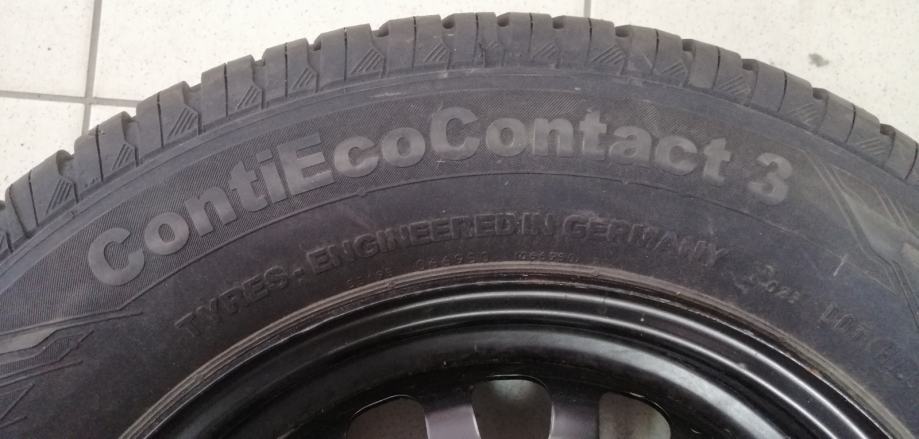 ContiEcoContact 3
TYRES - ENGINEERED IN GERMANY